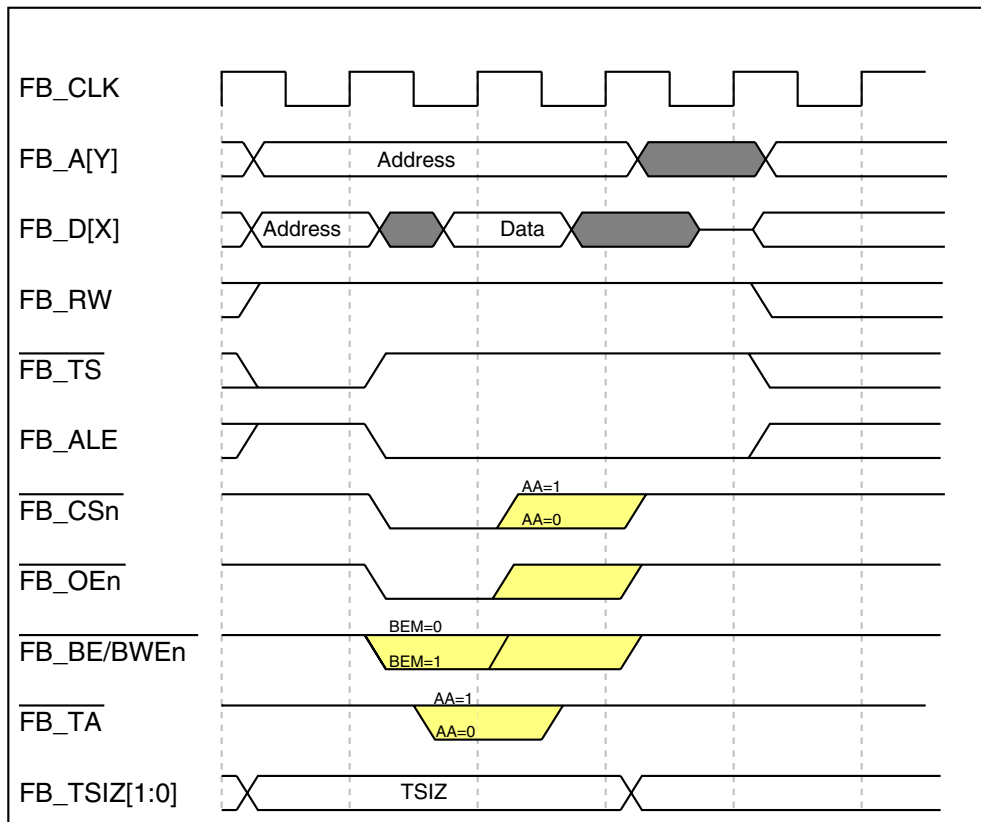 FB_CLK
FB_A[Y]
Address
FB_D[X]
Address
Data
FB_RW
FB_TS
FB_ALE
FB_CSn
AA=1
AA=0
FB_OEn
FB_BE/BWEn
BEM=0
BEM=1
FB_TA
AA=1
AA=0
FB_TSIZ[1:0]
TSIZ